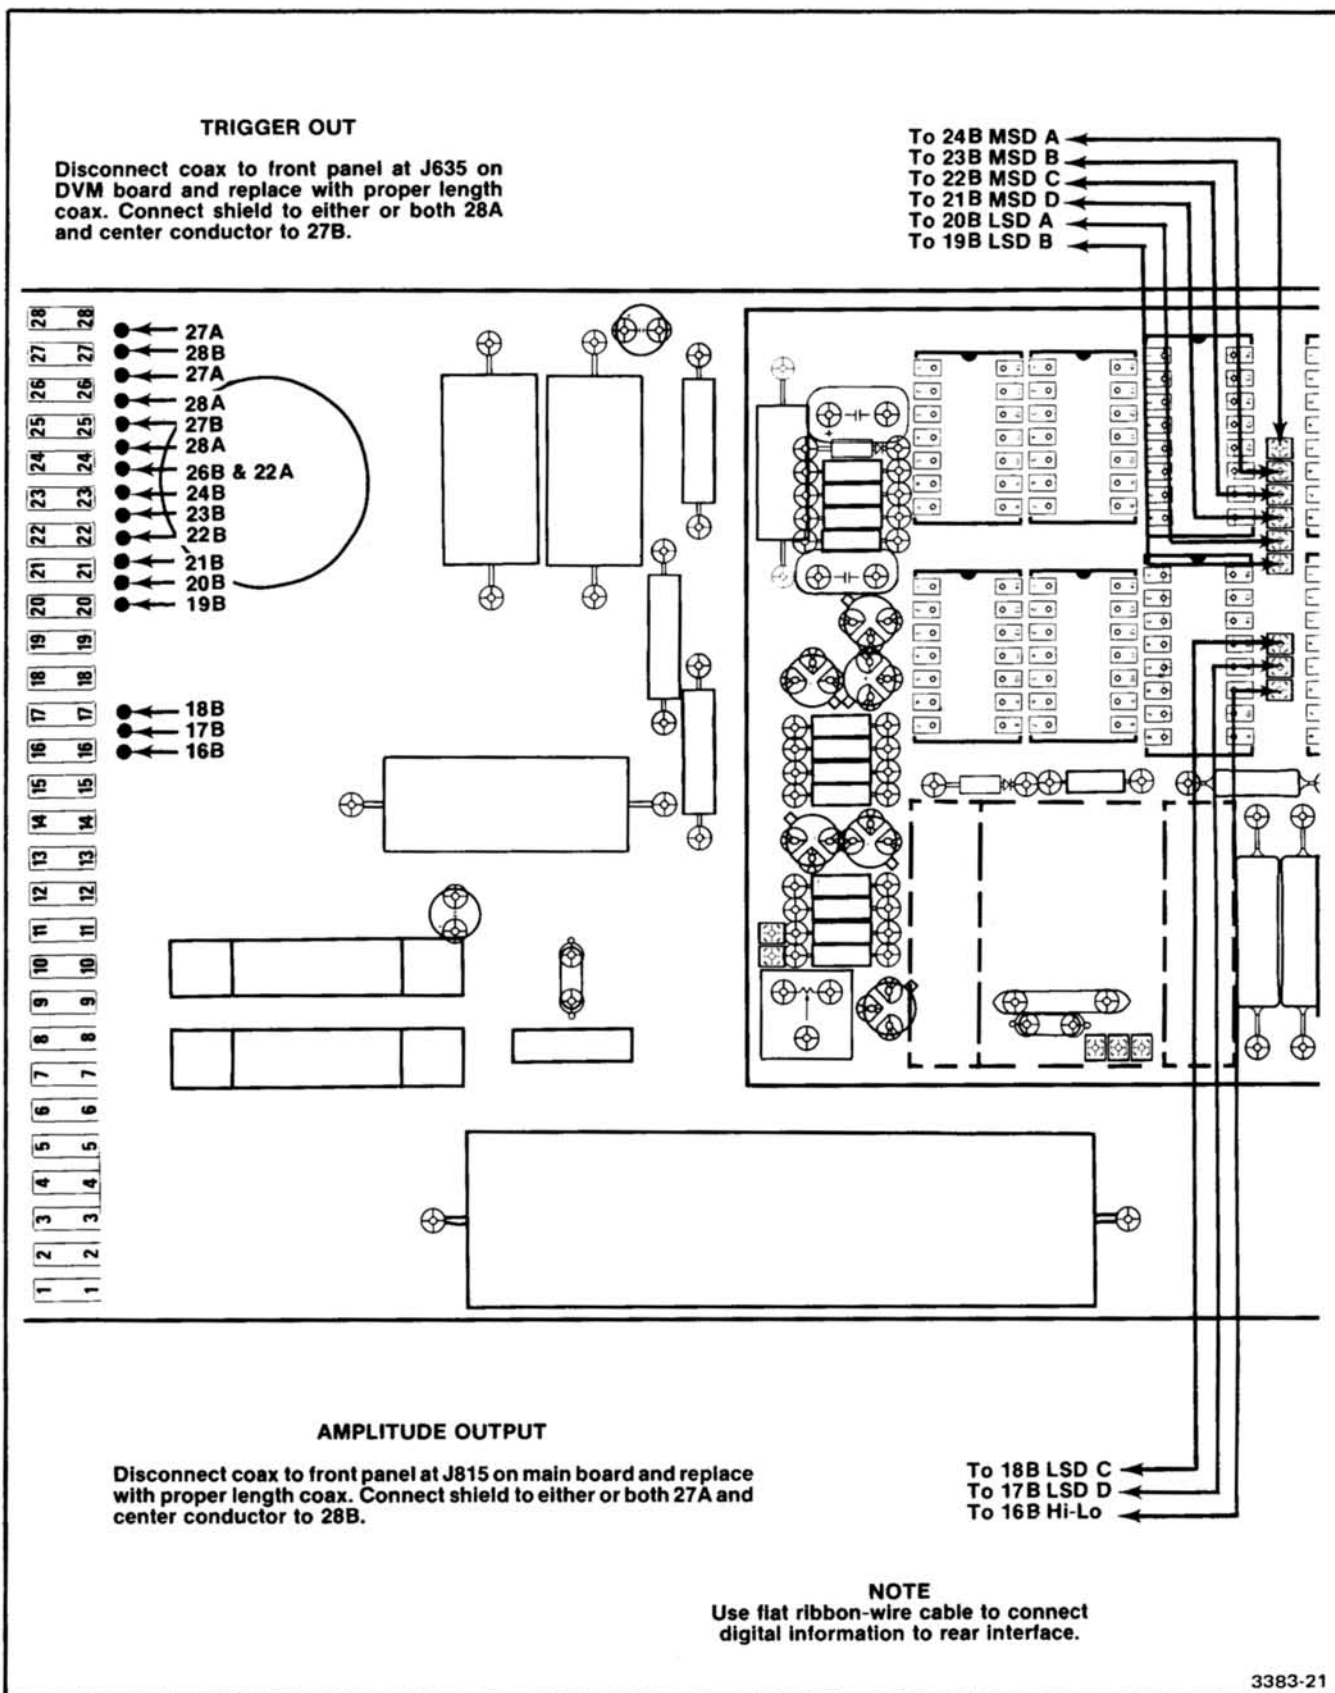 TRIGGER OUT
Disconnect coax to front panel at J635 on
DVM board and replace with proper length
coax. Connect shield to either or both 28A
and center conductor to 27B.
To 24B MSD A
To 23B MSD B
To 22B MSD C
To 21B MSD D
To 20B LSD A
To 19B LSD B
28 28
27 27
26 26
25 25
24 24
23 23
22 22
21 21
20 20
19 19
18 18
17 17
16 16
15 15
14 14
13 13
12 12
11 11
10 10
9 9
8 8
7 7
6 6
5 5
4 4
3 3
2 2
1 1
27A
28B
27A
28A
27B
28A
26B & 22A
24B
23B
22B
21B
20B
19B
18B
17B
16B
AMPLITUDE OUTPUT
Disconnect coax to front panel at J815 on main board and replace
with proper length coax. Connect shield to either or both 27A and
center conductor to 28B.
To 18B LSD C
To 17B LSD D
To 16B Hi-Lo
NOTE
Use flat ribbon-wire cable to connect
digital information to rear interface.
3383-21